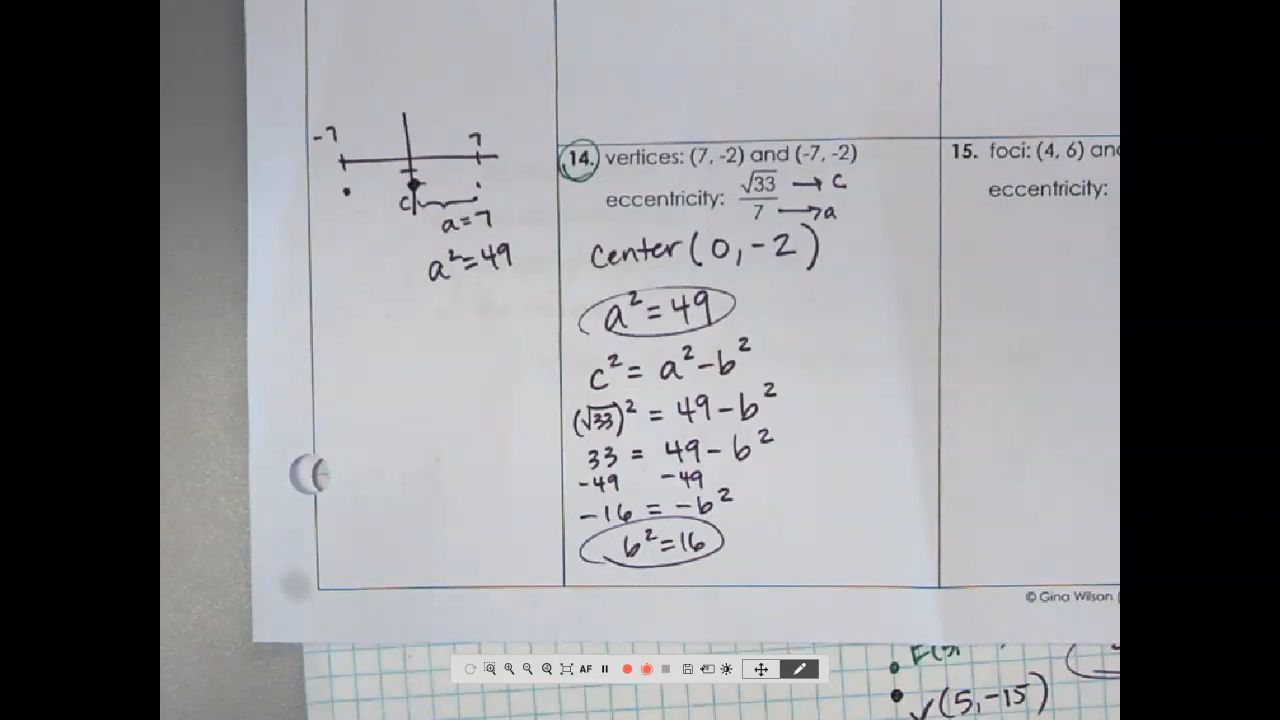 -7
7
c
a=7
a²=49
14. vertices: (7, -2) and (-7, -2)
eccentricity: √33/7
→ c
→ a
center (0, -2)
a² = 49
c² = a² - b²
(√33)² = 49 - b²
33 = 49 - b²
-49 -49
-16 = -b²
b² = 16
15. foci: (4, 6) and
eccentricity:
© Gina Wilson
V(5, -15)
AF